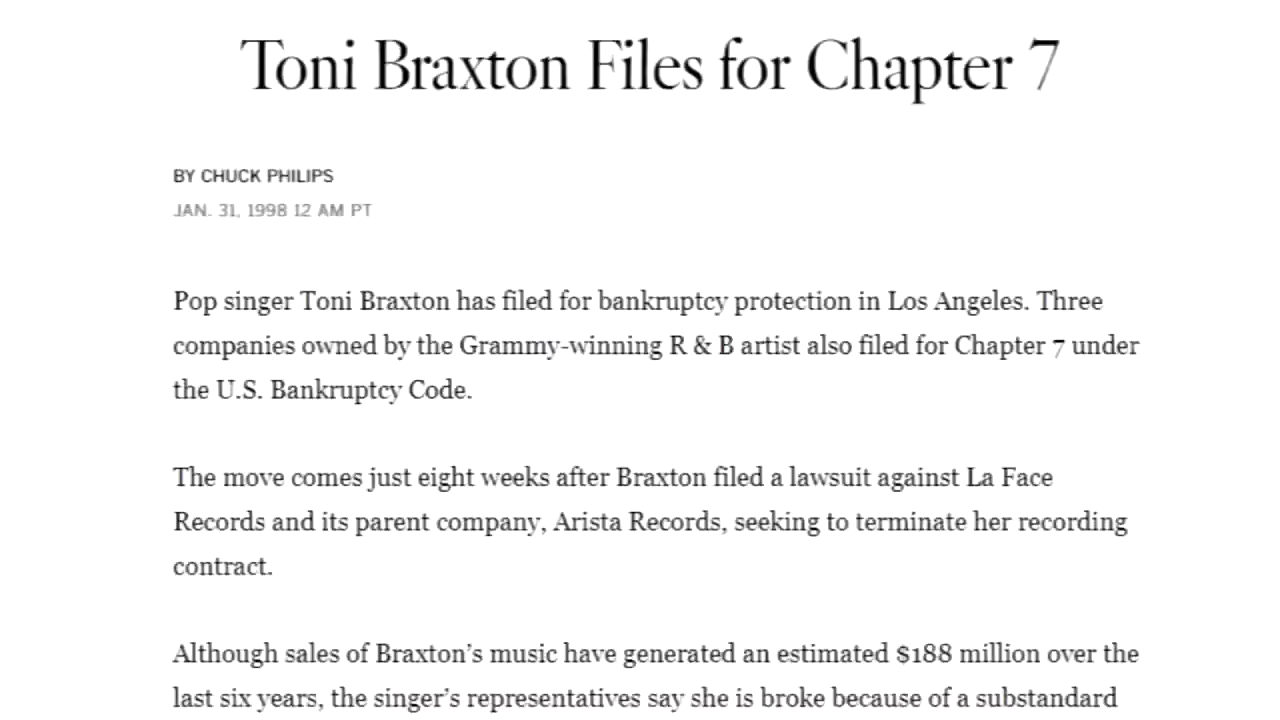 Toni Braxton Files for Chapter 7
BY CHUCK PHILIPS
JAN. 31, 1998 12 AM PT
Pop singer Toni Braxton has filed for bankruptcy protection in Los Angeles. Three
companies owned by the Grammy-winning R & B artist also filed for Chapter 7 under
the U.S. Bankruptcy Code.
The move comes just eight weeks after Braxton filed a lawsuit against La Face
Records and its parent company, Arista Records, seeking to terminate her recording
contract.
Although sales of Braxton’s music have generated an estimated $188 million over the
last six years, the singer’s representatives say she is broke because of a substandard